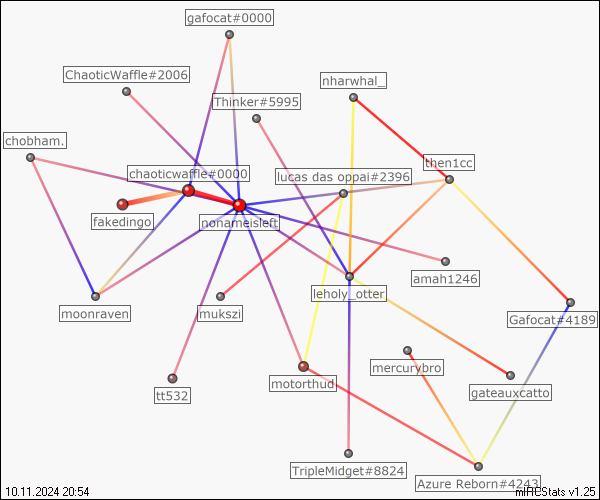 gafocat#0000
ChaoticWaffle#2006
nharwhal_
Thinker#5995
chobham.
then1cc
chaoticwaffle#0000
lucas das oppai#2396
fakedingo
nonameisleft
amah1246
leholy_otter
moonraven
mukszi
Gafocat#4189
mercurybro
motorthud
gateauxcatto
tt532
TripleMidget#8824
Azure Reborn#4243
10.11.2024 20:54
mIRCStats v1.25